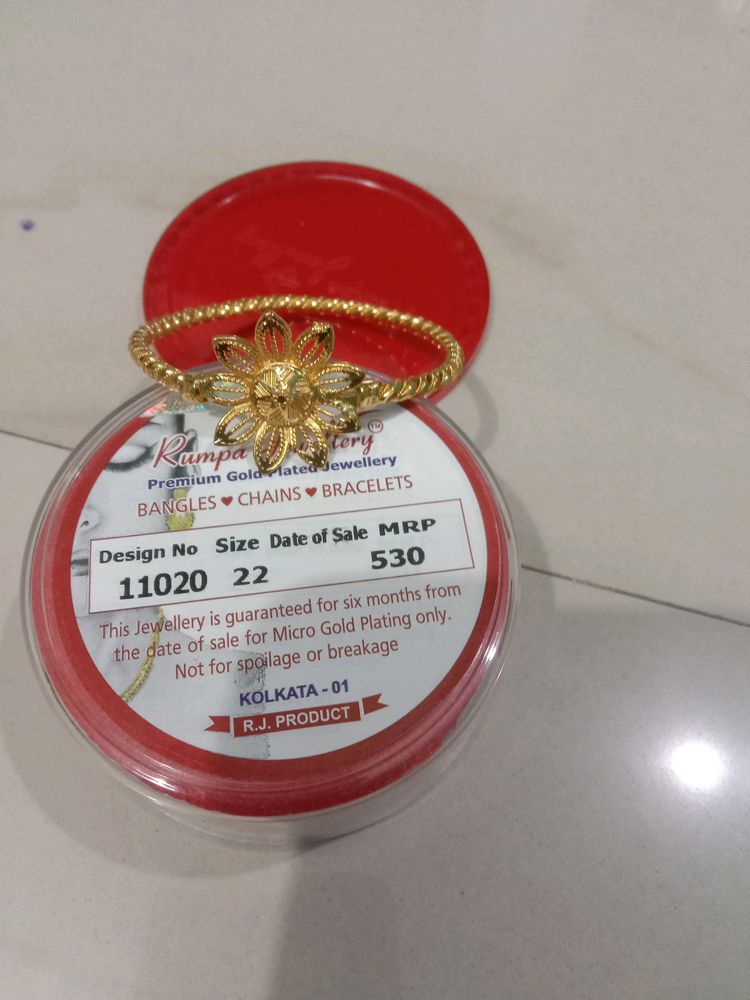 Rumpa Jewellery TM
Premium Gold Plated Jewellery
BANGLES ♥ CHAINS ♥ BRACELETS
Design No Size Date of Sale MRP
11020 22 530
This Jewellery is guaranteed for six months from
the date of sale for Micro Gold Plating only.
Not for spoilage or breakage
KOLKATA - 01
R.J. PRODUCT